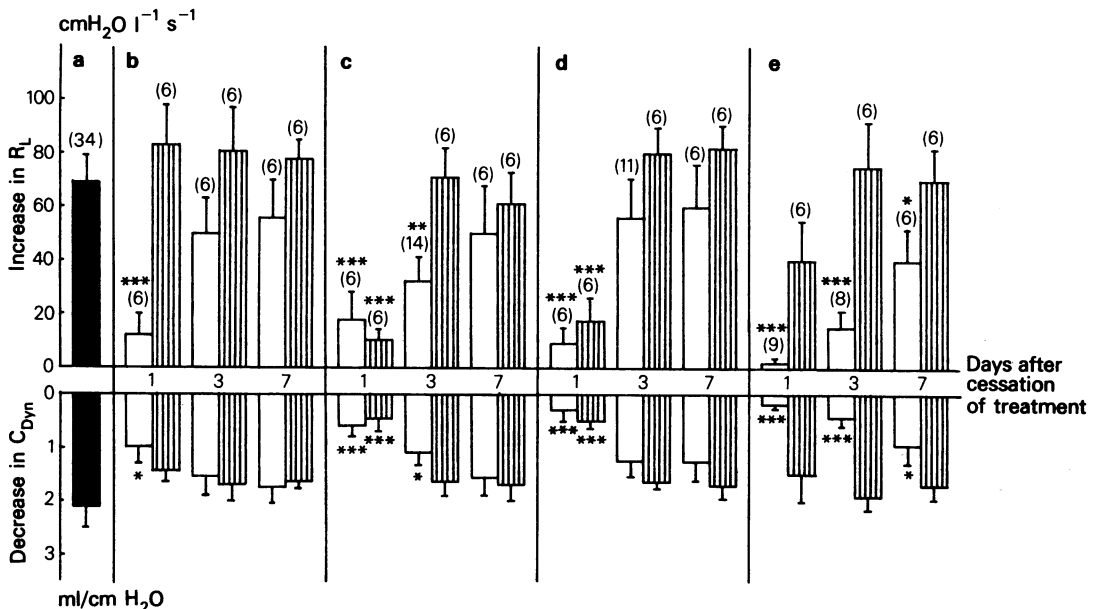 cmH₂O l⁻¹ s⁻¹
a b c d e
Increase in R_L
100
80
60
40
20
0
(34)
*** (6) (6) (6) (6) (6) (6)
*** (6) *** (6) ** (14) (6) (6) (6)
*** (6) *** (6) (11) (6) (6) (6)
*** (9) (6) *** (8) (6) * (6) (6)
1 3 7 1 3 7 1 3 7 1 3 7
Days after
cessation
of treatment
Decrease in C_Dyn
0
1
2
3
* *** *** * *** *** *** *** *
ml/cm H₂O